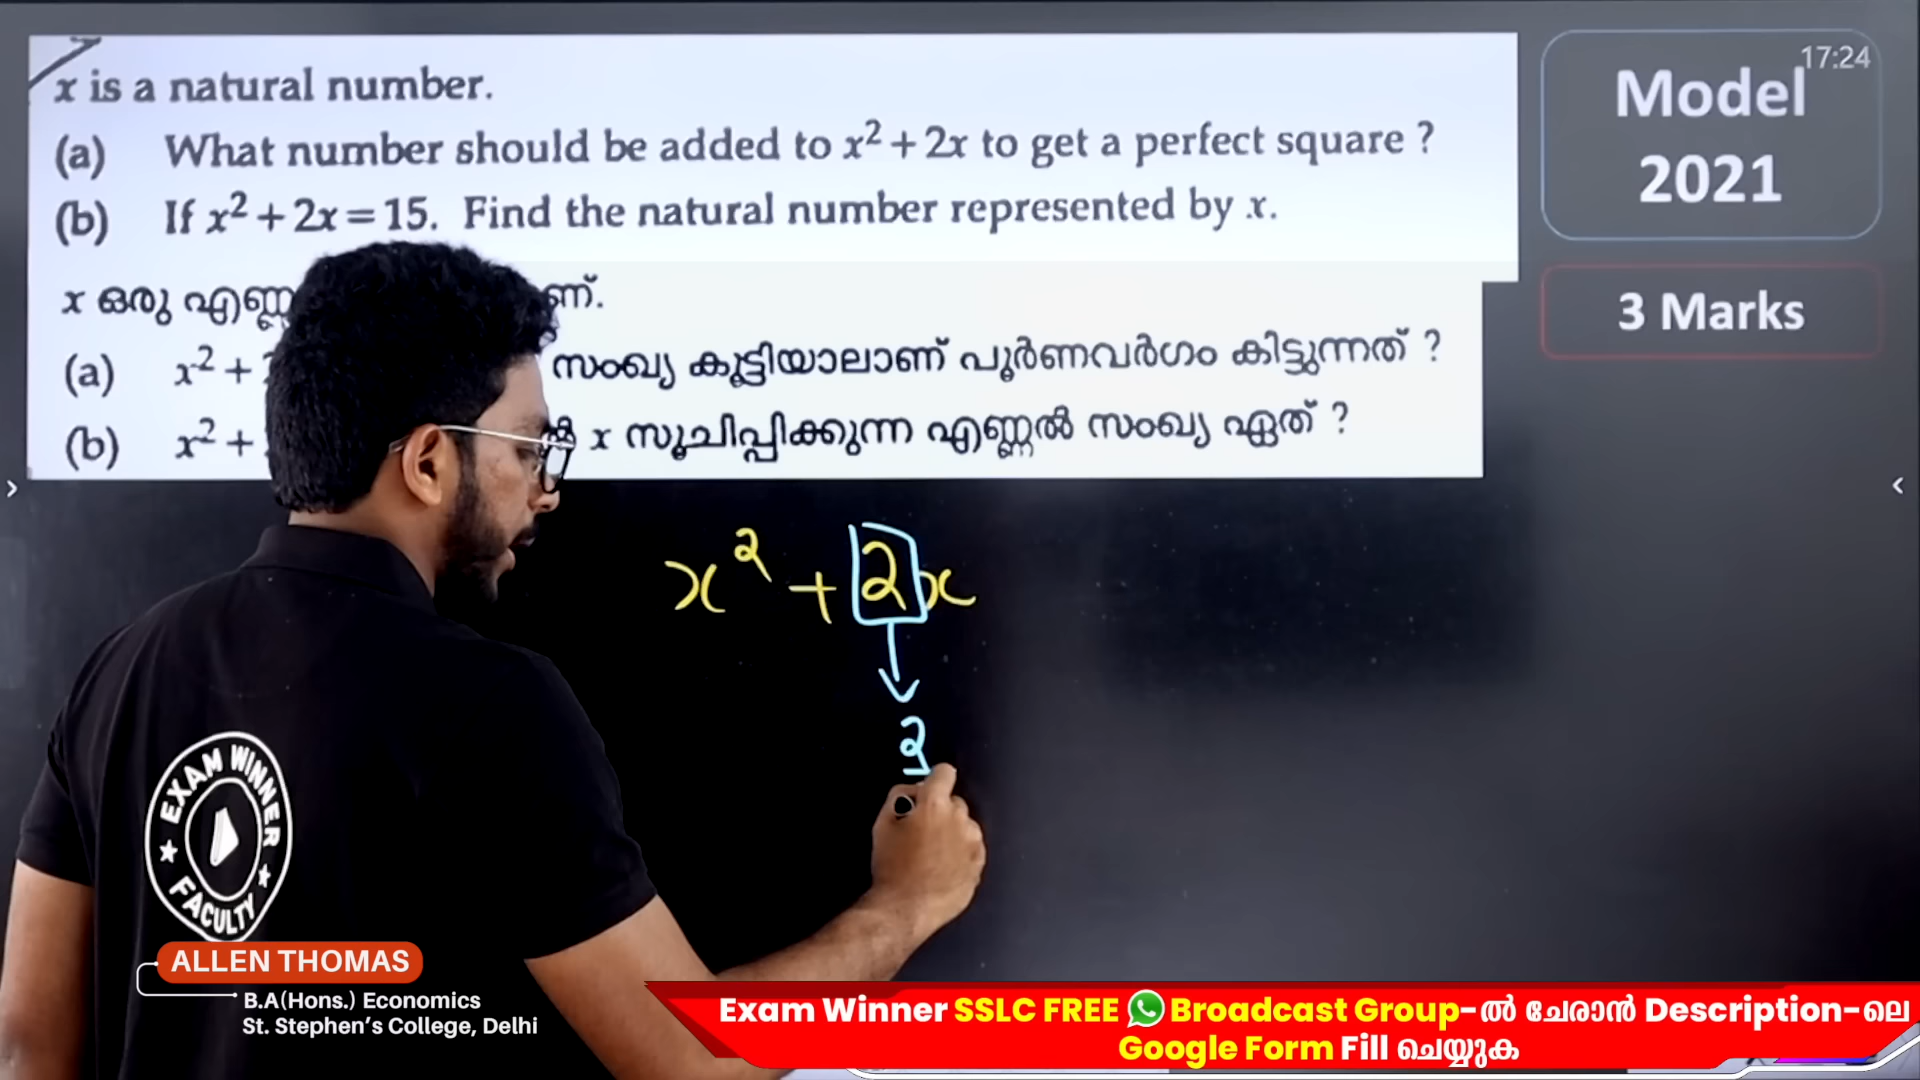 17:24
x is a natural number.
(a) What number should be added to x² + 2x to get a perfect square ?
(b) If x² + 2x = 15. Find the natural number represented by x.
Model
2021
3 Marks
x ഒരു
(a) x² + സംഖ്യ കൂട്ടിയാലാണ് പൂർണവർഗം കിട്ടുന്നത് ?
(b) x² + x സൂചിപ്പിക്കുന്ന എണ്ണൽ സംഖ്യ ഏത് ?
x² + 2x
2
EXAM WINNER
FACULTY
ALLEN THOMAS
B.A(Hons.) Economics
St. Stephen's College, Delhi
Exam Winner SSLC FREE Broadcast Group-ൽ ചേരാൻ Description-ലെ
Google Form Fill ചെയ്യുക